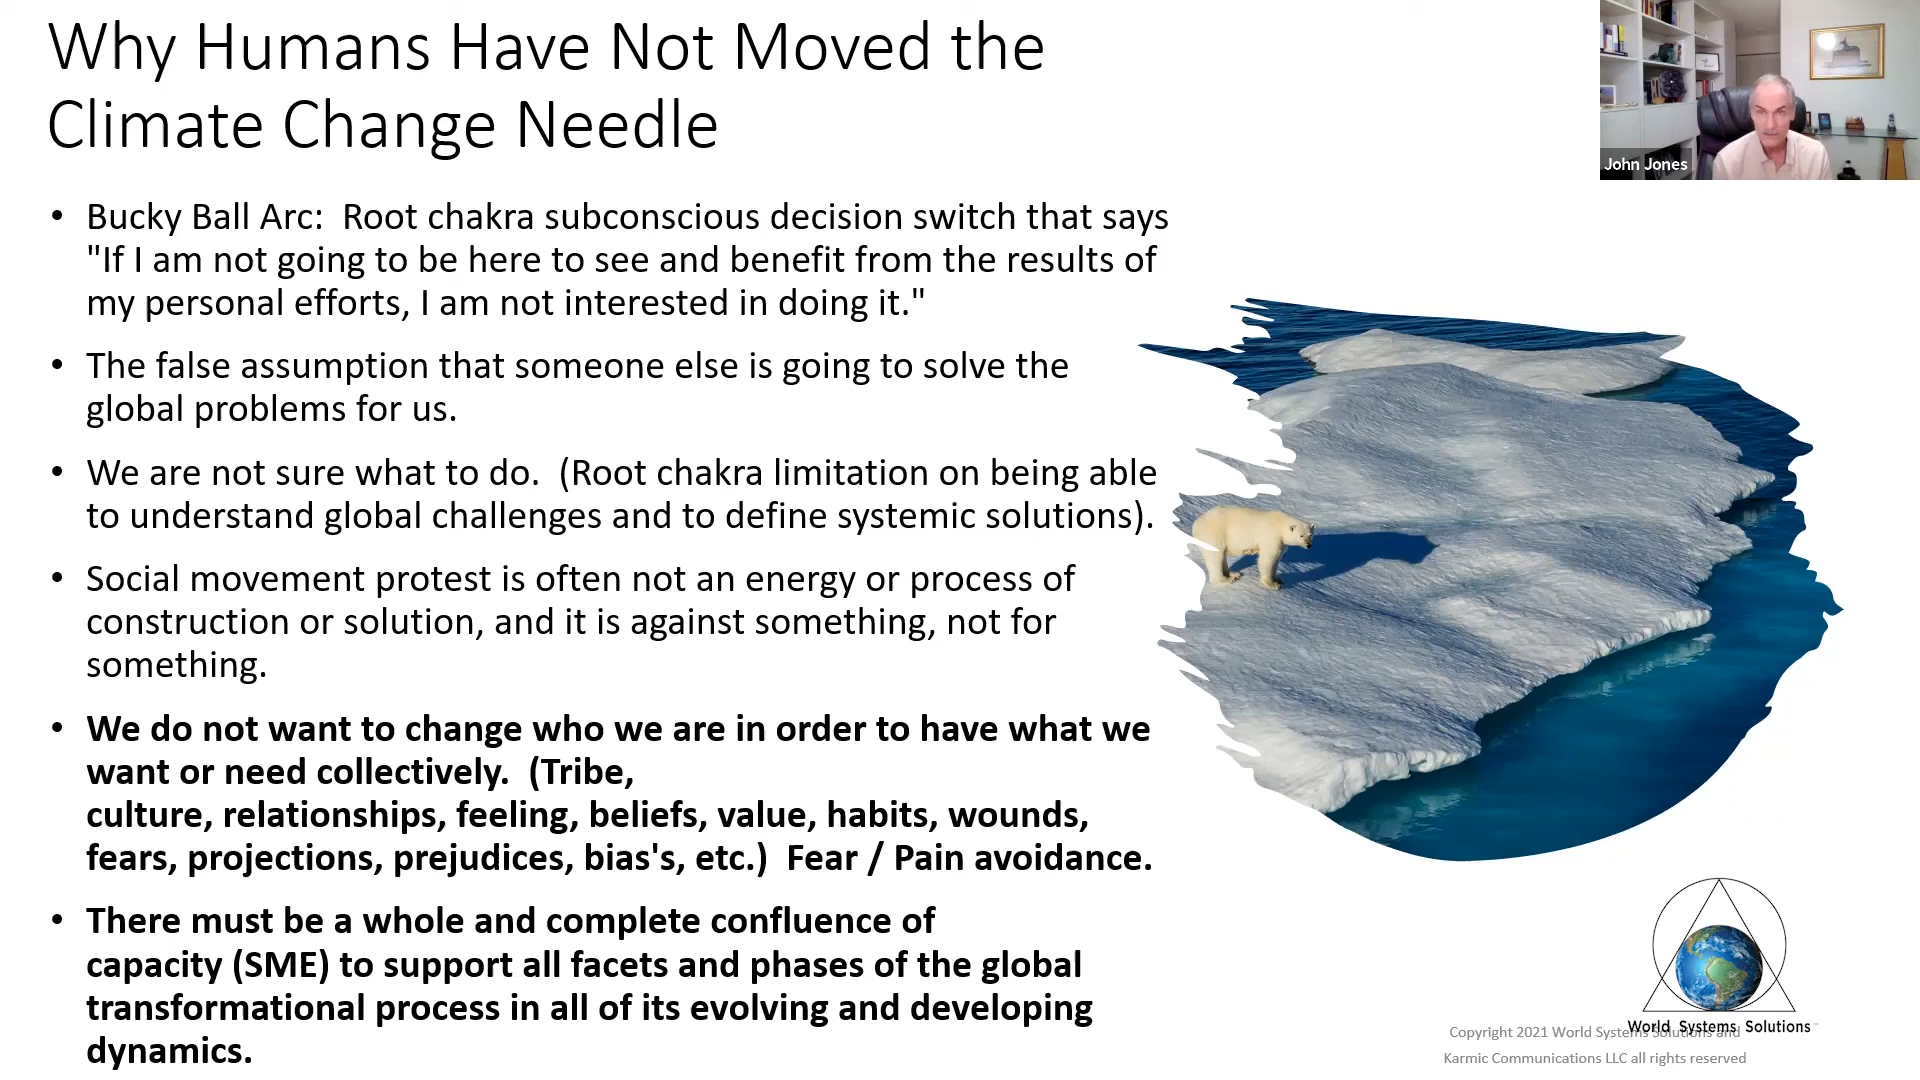 Why Humans Have Not Moved the
Climate Change Needle
John Jones
• Bucky Ball Arc:  Root chakra subconscious decision switch that says
"If I am not going to be here to see and benefit from the results of
my personal efforts, I am not interested in doing it."
• The false assumption that someone else is going to solve the
global problems for us.
• We are not sure what to do.  (Root chakra limitation on being able
to understand global challenges and to define systemic solutions).
• Social movement protest is often not an energy or process of
construction or solution, and it is against something, not for
something.
• We do not want to change who we are in order to have what we
want or need collectively.  (Tribe,
culture, relationships, feeling, beliefs, value, habits, wounds,
fears, projections, prejudices, bias's, etc.)  Fear / Pain avoidance.
• There must be a whole and complete confluence of
capacity (SME) to support all facets and phases of the global
transformational process in all of its evolving and developing
dynamics.
World Systems Solutions
Copyright 2021 World Systems Solutions and
Karmic Communications LLC all rights reserved